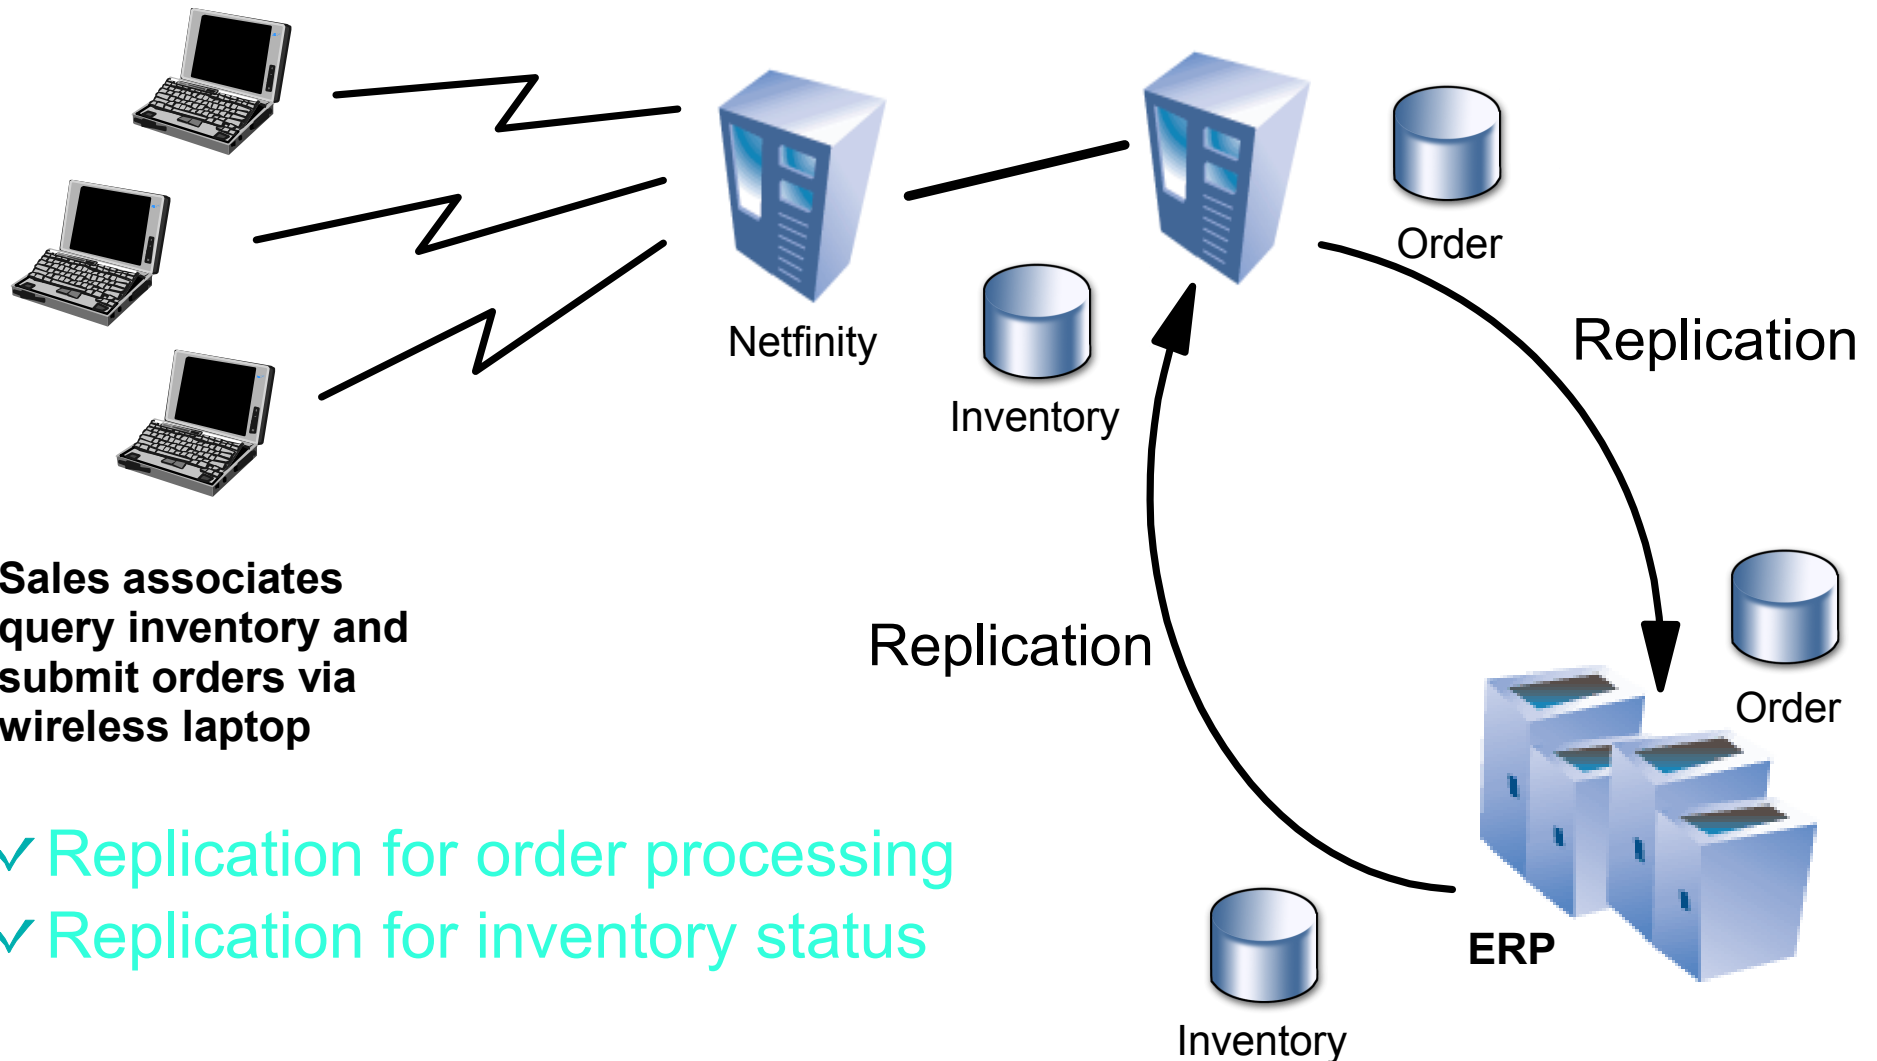 Order
Replication
Netfinity
Inventory
Sales associates
query inventory and
submit orders via
wireless laptop
Replication
Order
✓ Replication for order processing
✓ Replication for inventory status
ERP
Inventory